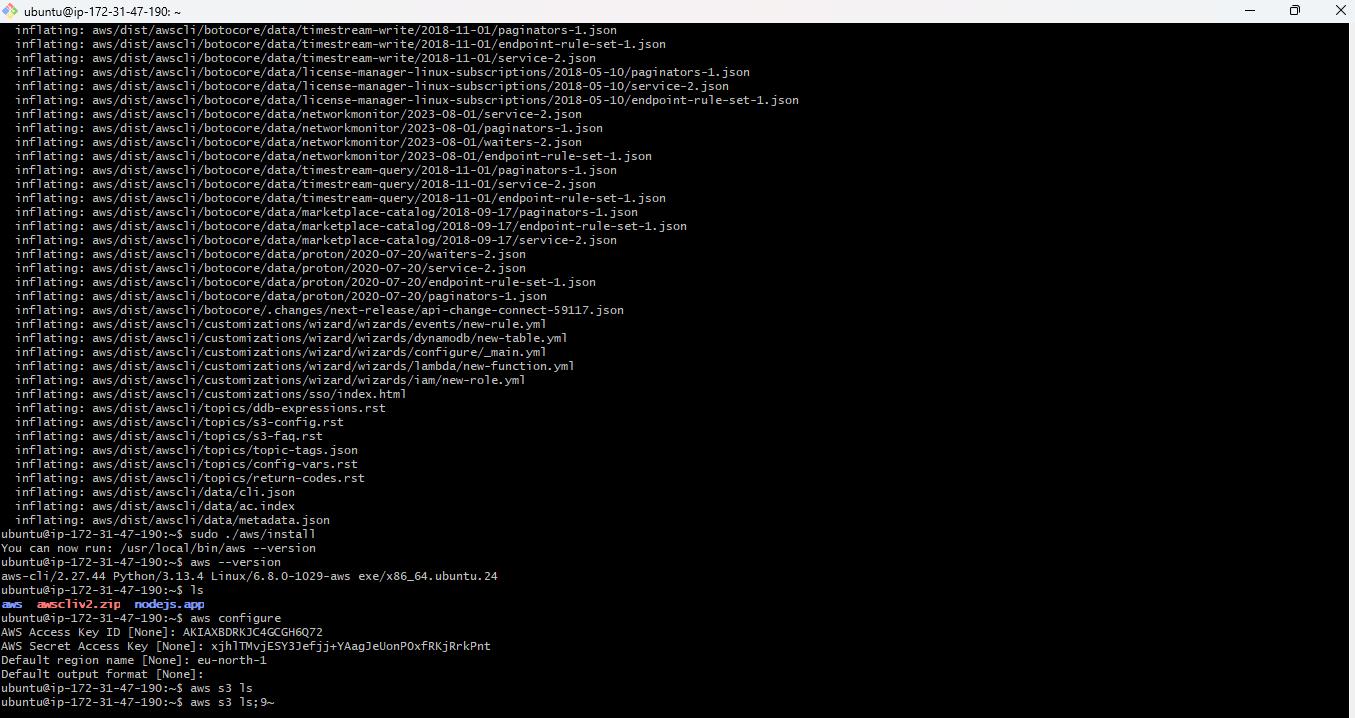 ubuntu@ip-172-31-47-190: ~
inflating: aws/dist/awscli/botocore/data/timestream-write/2018-11-01/paginators-1.json
inflating: aws/dist/awscli/botocore/data/timestream-write/2018-11-01/endpoint-rule-set-1.json
inflating: aws/dist/awscli/botocore/data/timestream-write/2018-11-01/service-2.json
inflating: aws/dist/awscli/botocore/data/license-manager-linux-subscriptions/2018-05-10/paginators-1.json
inflating: aws/dist/awscli/botocore/data/license-manager-linux-subscriptions/2018-05-10/service-2.json
inflating: aws/dist/awscli/botocore/data/license-manager-linux-subscriptions/2018-05-10/endpoint-rule-set-1.json
inflating: aws/dist/awscli/botocore/data/networkmonitor/2023-08-01/service-2.json
inflating: aws/dist/awscli/botocore/data/networkmonitor/2023-08-01/paginators-1.json
inflating: aws/dist/awscli/botocore/data/networkmonitor/2023-08-01/waiters-2.json
inflating: aws/dist/awscli/botocore/data/networkmonitor/2023-08-01/endpoint-rule-set-1.json
inflating: aws/dist/awscli/botocore/data/timestream-query/2018-11-01/paginators-1.json
inflating: aws/dist/awscli/botocore/data/timestream-query/2018-11-01/service-2.json
inflating: aws/dist/awscli/botocore/data/timestream-query/2018-11-01/endpoint-rule-set-1.json
inflating: aws/dist/awscli/botocore/data/marketplace-catalog/2018-09-17/paginators-1.json
inflating: aws/dist/awscli/botocore/data/marketplace-catalog/2018-09-17/endpoint-rule-set-1.json
inflating: aws/dist/awscli/botocore/data/marketplace-catalog/2018-09-17/service-2.json
inflating: aws/dist/awscli/botocore/data/proton/2020-07-20/waiters-2.json
inflating: aws/dist/awscli/botocore/data/proton/2020-07-20/service-2.json
inflating: aws/dist/awscli/botocore/data/proton/2020-07-20/endpoint-rule-set-1.json
inflating: aws/dist/awscli/botocore/data/proton/2020-07-20/paginators-1.json
inflating: aws/dist/awscli/botocore/.changes/next-release/api-change-connect-59117.json
inflating: aws/dist/awscli/customizations/wizard/wizards/events/new-rule.yml
inflating: aws/dist/awscli/customizations/wizard/wizards/dynamodb/new-table.yml
inflating: aws/dist/awscli/customizations/wizard/wizards/configure/_main.yml
inflating: aws/dist/awscli/customizations/wizard/wizards/lambda/new-function.yml
inflating: aws/dist/awscli/customizations/wizard/wizards/iam/new-role.yml
inflating: aws/dist/awscli/customizations/sso/index.html
inflating: aws/dist/awscli/topics/ddb-expressions.rst
inflating: aws/dist/awscli/topics/s3-config.rst
inflating: aws/dist/awscli/topics/s3-faq.rst
inflating: aws/dist/awscli/topics/topic-tags.json
inflating: aws/dist/awscli/topics/config-vars.rst
inflating: aws/dist/awscli/topics/return-codes.rst
inflating: aws/dist/awscli/data/cli.json
inflating: aws/dist/awscli/data/ac.index
inflating: aws/dist/awscli/data/metadata.json
ubuntu@ip-172-31-47-190:~$ sudo ./aws/install
You can now run: /usr/local/bin/aws --version
ubuntu@ip-172-31-47-190:~$ aws --version
aws-cli/2.27.44 Python/3.13.4 Linux/6.8.0-1029-aws exe/x86_64.ubuntu.24
ubuntu@ip-172-31-47-190:~$ ls
aws  awscliv2.zip  nodejs.app
ubuntu@ip-172-31-47-190:~$ aws configure
AWS Access Key ID [None]: AKIAXBDRKJC4GCGH6Q72
AWS Secret Access Key [None]: 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
Default region name [None]: eu-north-1
Default output format [None]:
ubuntu@ip-172-31-47-190:~$ aws s3 ls
ubuntu@ip-172-31-47-190:~$ aws s3 ls;9~